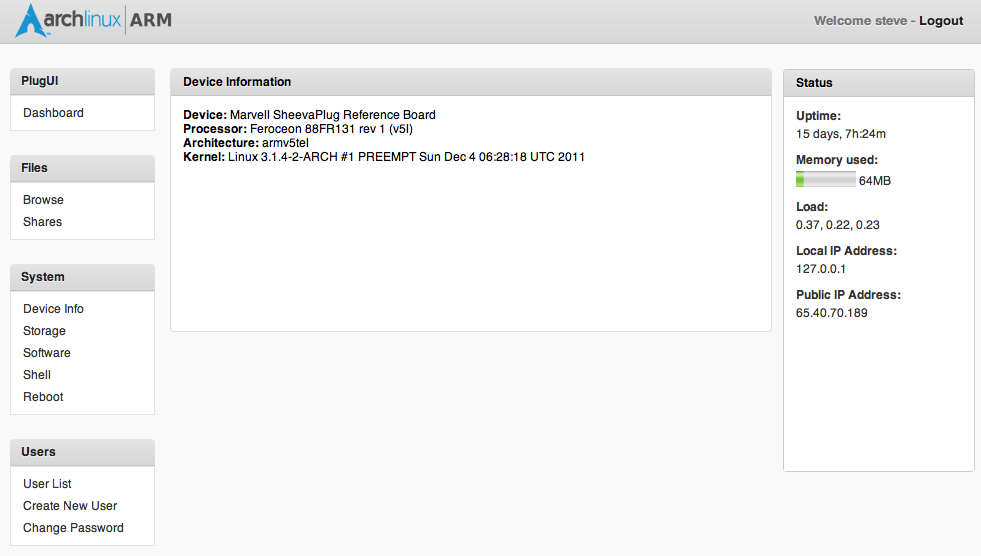 archlinux | ARM
Welcome steve - Logout
PlugUI
Dashboard
Files
Browse
Shares
System
Device Info
Storage
Software
Shell
Reboot
Users
User List
Create New User
Change Password
Device Information
Device: Marvell SheevaPlug Reference Board
Processor: Feroceon 88FR131 rev 1 (v5l)
Architecture: armv5tel
Kernel: Linux 3.1.4-2-ARCH #1 PREEMPT Sun Dec 4 06:28:18 UTC 2011
Status
Uptime:
15 days, 7h:24m
Memory used:
64MB
Load:
0.37, 0.22, 0.23
Local IP Address:
127.0.0.1
Public IP Address:
65.40.70.189